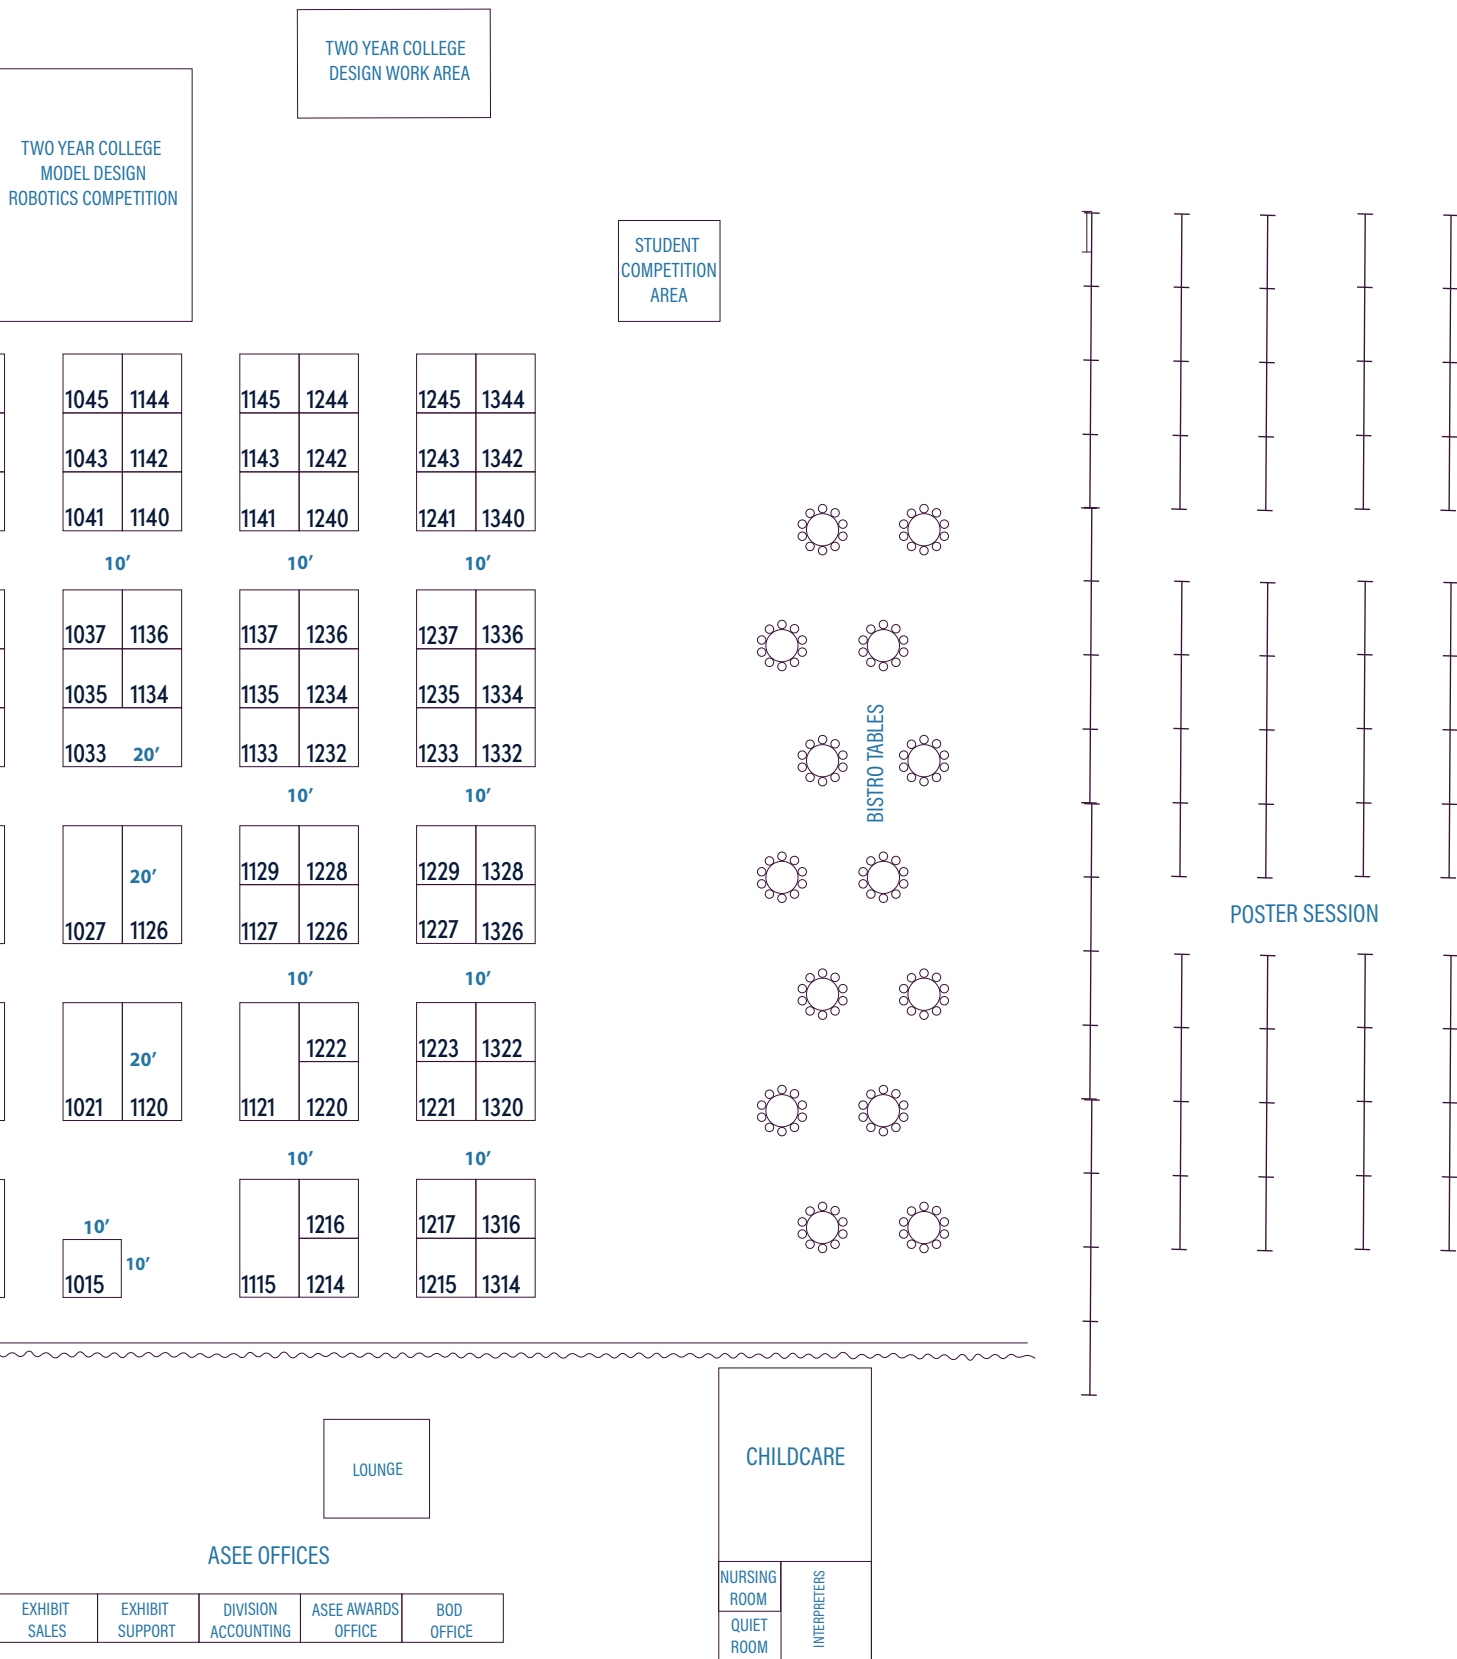 TWO YEAR COLLEGE
DESIGN WORK AREA
TWO YEAR COLLEGE
MODEL DESIGN
ROBOTICS COMPETITION
STUDENT
COMPETITION
AREA
1045 1144 1145 1244 1245 1344
1043 1142 1143 1242 1243 1342
1041 1140 1141 1240 1241 1340
10′ 10′ 10′
1037 1136 1137 1236 1237 1336
1035 1134 1135 1234 1235 1334
1033 20′ 1133 1232 1233 1332
BISTRO TABLES
10′ 10′
20′ 1129 1228 1229 1328
1027 1126 1127 1226 1227 1326
POSTER SESSION
10′ 10′
20′ 1222 1223 1322
1021 1120 1121 1220 1221 1320
10′ 10′
10′ 1216 1217 1316
10′
1015 1115 1214 1215 1314
CHILDCARE
LOUNGE
ASEE OFFICES
EXHIBIT
SALES
EXHIBIT
SUPPORT
DIVISION
ACCOUNTING
ASEE AWARDS
OFFICE
BOD
OFFICE
NURSING
ROOM
QUIET
ROOM
INTERPRETERS